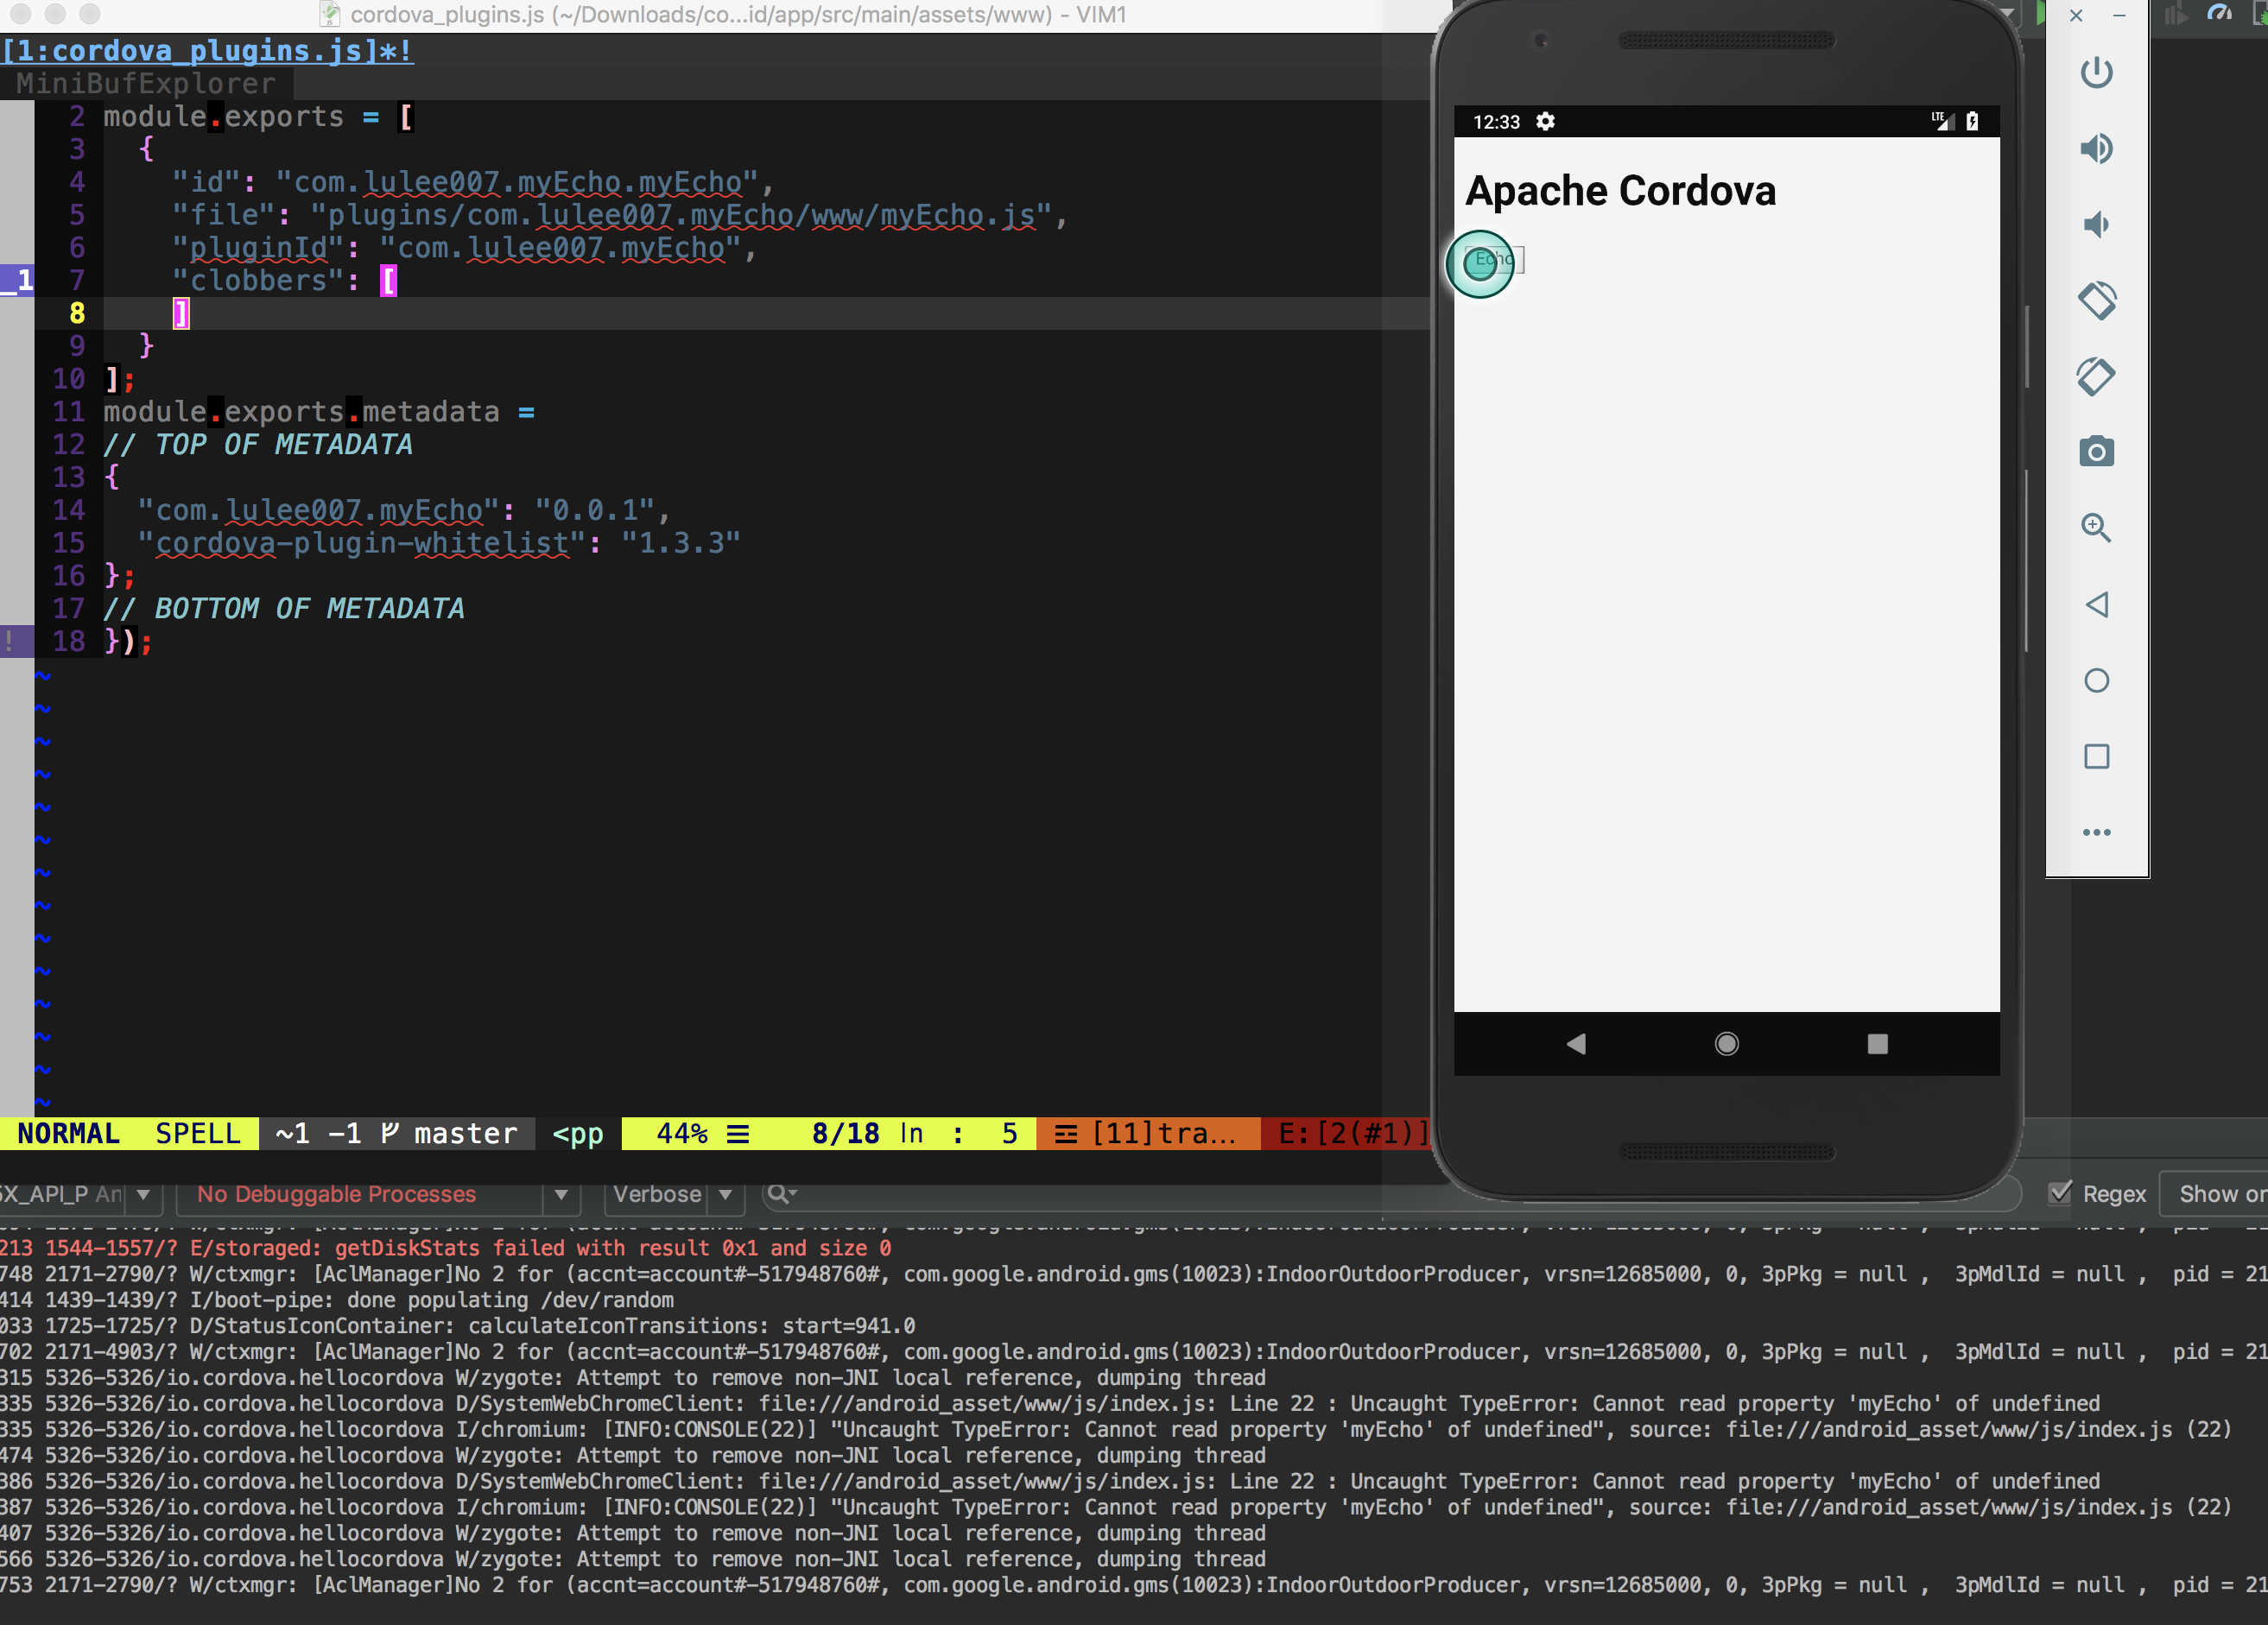 cordova_plugins.js (~/Downloads/co...id/app/src/main/assets/www) - VIM1
[1:cordova_plugins.js]*!
MiniBufExplorer
2 module.exports = [
3 {
4 "id": "com.lulee007.myEcho.myEcho",
5 "file": "plugins/com.lulee007.myEcho/www/myEcho.js",
6 "pluginId": "com.lulee007.myEcho",
_1 7 "clobbers": [
8 ]
9 }
10 ];
11 module.exports.metadata =
12 // TOP OF METADATA
13 {
14 "com.lulee007.myEcho": "0.0.1",
15 "cordova-plugin-whitelist": "1.3.3"
16 };
17 // BOTTOM OF METADATA
! 18 });
~
~
~
~
~
~
~
~
~
~
~
~
~
~
NORMAL SPELL ~1 -1 master <pp 44% ☰ 8/18 ln : 5 ☲ [11]tra... E:[2(#1)]
12:33 LTE
Apache Cordova
Echo
5X_API_P An No Debuggable Processes Verbose Regex Show on
213 1544-1557/? E/storaged: getDiskStats failed with result 0x1 and size 0
748 2171-2790/? W/ctxmgr: [AclManager]No 2 for (accnt=account#-517948760#, com.google.android.gms(10023):IndoorOutdoorProducer, vrsn=12685000, 0, 3pPkg = null , 3pMdlId = null , pid = 21
414 1439-1439/? I/boot-pipe: done populating /dev/random
033 1725-1725/? D/StatusIconContainer: calculateIconTransitions: start=941.0
702 2171-4903/? W/ctxmgr: [AclManager]No 2 for (accnt=account#-517948760#, com.google.android.gms(10023):IndoorOutdoorProducer, vrsn=12685000, 0, 3pPkg = null , 3pMdlId = null , pid = 21
315 5326-5326/io.cordova.hellocordova W/zygote: Attempt to remove non-JNI local reference, dumping thread
335 5326-5326/io.cordova.hellocordova D/SystemWebChromeClient: file:///android_asset/www/js/index.js: Line 22 : Uncaught TypeError: Cannot read property 'myEcho' of undefined
335 5326-5326/io.cordova.hellocordova I/chromium: [INFO:CONSOLE(22)] "Uncaught TypeError: Cannot read property 'myEcho' of undefined", source: file:///android_asset/www/js/index.js (22)
474 5326-5326/io.cordova.hellocordova W/zygote: Attempt to remove non-JNI local reference, dumping thread
386 5326-5326/io.cordova.hellocordova D/SystemWebChromeClient: file:///android_asset/www/js/index.js: Line 22 : Uncaught TypeError: Cannot read property 'myEcho' of undefined
387 5326-5326/io.cordova.hellocordova I/chromium: [INFO:CONSOLE(22)] "Uncaught TypeError: Cannot read property 'myEcho' of undefined", source: file:///android_asset/www/js/index.js (22)
407 5326-5326/io.cordova.hellocordova W/zygote: Attempt to remove non-JNI local reference, dumping thread
566 5326-5326/io.cordova.hellocordova W/zygote: Attempt to remove non-JNI local reference, dumping thread
753 2171-2790/? W/ctxmgr: [AclManager]No 2 for (accnt=account#-517948760#, com.google.android.gms(10023):IndoorOutdoorProducer, vrsn=12685000, 0, 3pPkg = null , 3pMdlId = null , pid = 21